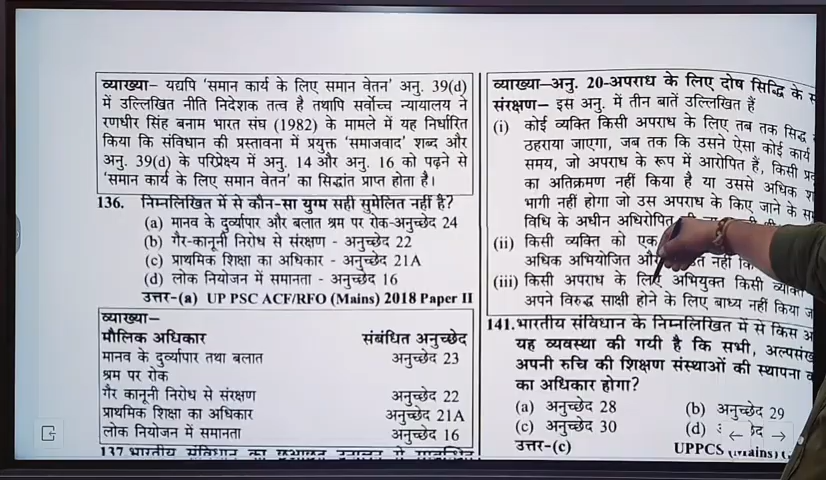 व्याख्या– यद्यपि 'समान कार्य के लिए समान वेतन' अनु. 39(d)
में उल्लिखित नीति निदेशक तत्व है तथापि सर्वोच्च न्यायालय ने
रणधीर सिंह बनाम भारत संघ (1982) के मामले में यह निर्धारित
किया कि संविधान की प्रस्तावना में प्रयुक्त 'समाजवाद' शब्द और
अनु. 39(d) के परिप्रेक्ष्य में अनु. 14 और अनु. 16 को पढ़ने से
'समान कार्य के लिए समान वेतन' का सिद्धांत प्राप्त होता है।
136. निम्नलिखित में से कौन-सा युग्म सही सुमेलित नहीं है?
(a) मानव के दुर्व्यापार और बलात श्रम पर रोक-अनुच्छेद 24
(b) गैर-कानूनी निरोध से संरक्षण - अनुच्छेद 22
(c) प्राथमिक शिक्षा का अधिकार - अनुच्छेद 21A
(d) लोक नियोजन में समानता - अनुच्छेद 16
उत्तर-(a) UP PSC ACF/RFO (Mains) 2018 Paper II
व्याख्या–
मौलिक अधिकार संबंधित अनुच्छेद
मानव के दुर्व्यापार तथा बलात अनुच्छेद 23
श्रम पर रोक
गैर कानूनी निरोध से संरक्षण अनुच्छेद 22
प्राथमिक शिक्षा का अधिकार अनुच्छेद 21A
लोक नियोजन में समानता अनुच्छेद 16
137 भारतीय संविधान का
व्याख्या–अनु. 20-अपराध के लिए दोष सिद्धि के
संरक्षण– इस अनु. में तीन बातें उल्लिखित हैं
(i) कोई व्यक्ति किसी अपराध के लिए तब तक सिद्ध
ठहराया जाएगा, जब तक कि उसने ऐसा कोई कार्य
समय, जो अपराध के रूप में आरोपित है, किसी
का अतिक्रमण नहीं किया है या उससे अधिक
भागी नहीं होगा जो उस अपराध के किए जाने के
विधि के अधीन अधिरोपित
(ii) किसी व्यक्ति को एक
अधिक अभियोजित और नहीं
(iii) किसी अपराध के लिए अभियुक्त किसी व्यक्ति
अपने विरुद्ध साक्षी होने के लिए बाध्य नहीं किया
141.भारतीय संविधान के निम्नलिखित में से किस
यह व्यवस्था की गयी है कि सभी,
अपनी रुचि की शिक्षण संस्थाओं की स्थापना
का अधिकार होगा?
(a) अनुच्छेद 28 (b) अनुच्छेद 29
(c) अनुच्छेद 30 (d)
उत्तर-(c) UPPCS